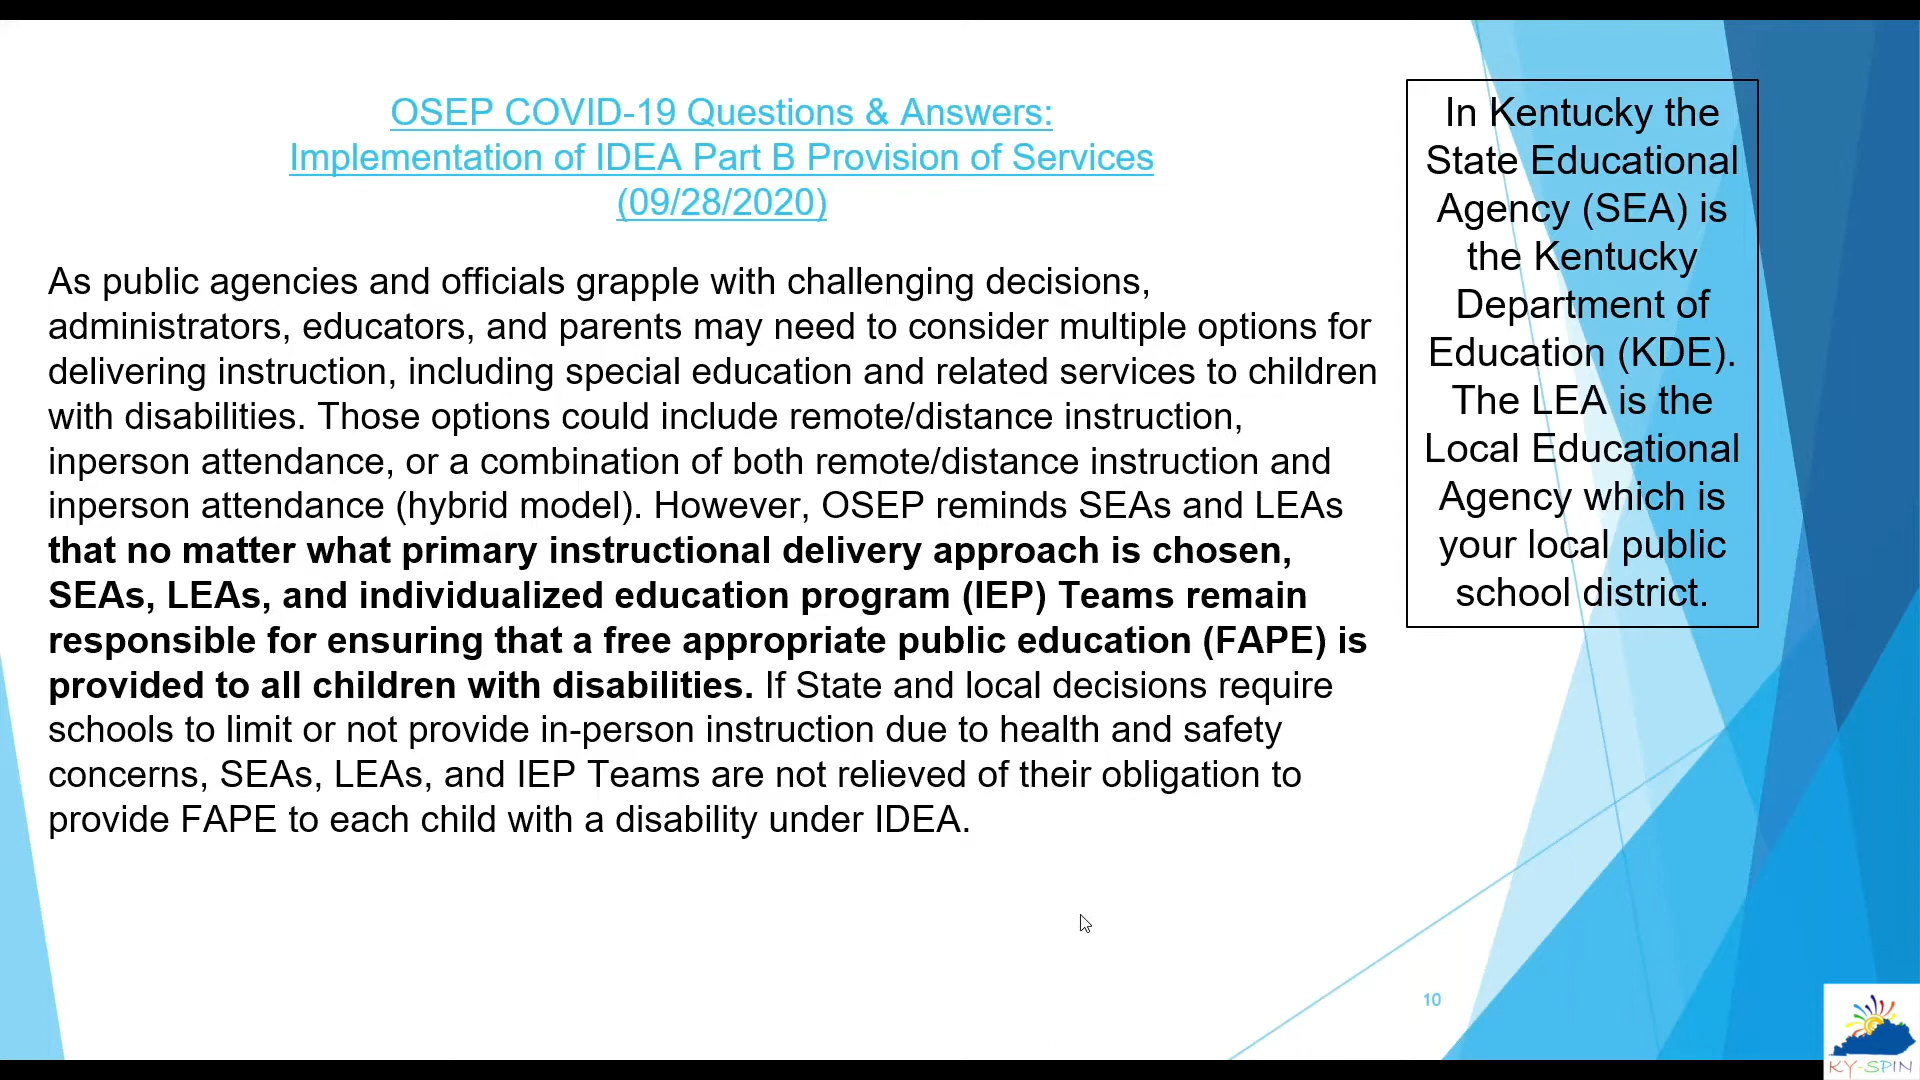 OSEP COVID-19 Questions & Answers:
Implementation of IDEA Part B Provision of Services
(09/28/2020)
As public agencies and officials grapple with challenging decisions,
administrators, educators, and parents may need to consider multiple options for
delivering instruction, including special education and related services to children
with disabilities. Those options could include remote/distance instruction,
inperson attendance, or a combination of both remote/distance instruction and
inperson attendance (hybrid model). However, OSEP reminds SEAs and LEAs
that no matter what primary instructional delivery approach is chosen,
SEAs, LEAs, and individualized education program (IEP) Teams remain
responsible for ensuring that a free appropriate public education (FAPE) is
provided to all children with disabilities. If State and local decisions require
schools to limit or not provide in-person instruction due to health and safety
concerns, SEAs, LEAs, and IEP Teams are not relieved of their obligation to
provide FAPE to each child with a disability under IDEA.
In Kentucky the
State Educational
Agency (SEA) is
the Kentucky
Department of
Education (KDE).
The LEA is the
Local Educational
Agency which is
your local public
school district.
10
KY-SPIN